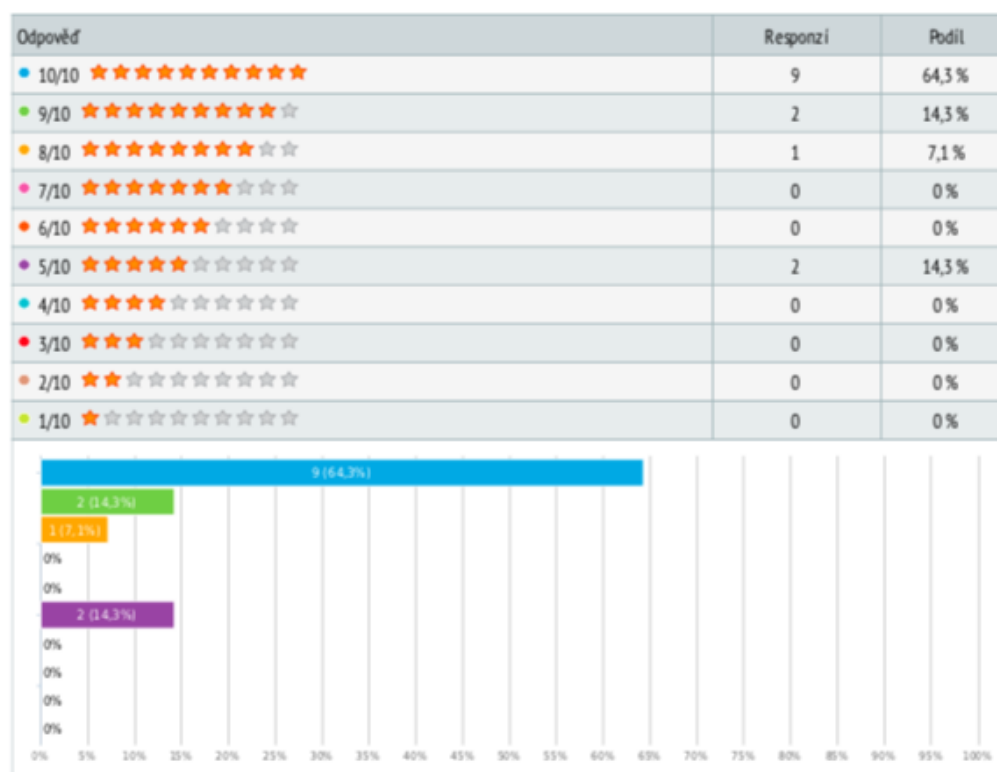 Odpověď Responzí Podíl
10/10 9 64,3 %
9/10 2 14,3 %
8/10 1 7,1 %
7/10 0 0 %
6/10 0 0 %
5/10 2 14,3 %
4/10 0 0 %
3/10 0 0 %
2/10 0 0 %
1/10 0 0 %
9 (64,3%)
2 (14,3%)
1 (7,1%)
0%
0%
2 (14,3%)
0%
0%
0%
0%
0% 5% 10% 15% 20% 25% 30% 35% 40% 45% 50% 55% 60% 65% 70% 75% 80% 85% 90% 95% 100%